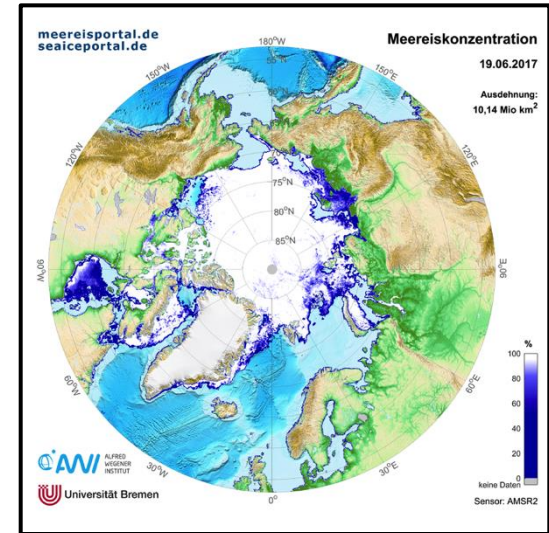 meereisportal.de
seaiceportal.de
Meereiskonzentration
19.06.2017
Ausdehnung:
10,14 Mio km²
180°W
150°W
150°E
120°W
120°E
90°W
90°E
60°W
60°E
30°W
30°E
0°
70°N
75°N
80°N
85°N
%
100
80
60
40
20
0
keine Daten
Sensor: AMSR2
AWI
ALFRED
WEGENER
INSTITUT
Universität Bremen